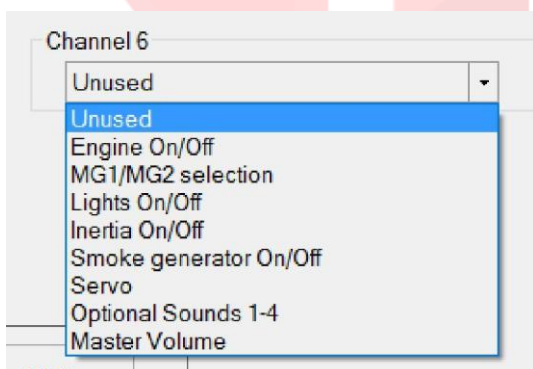 Channel 6
Unused
Unused
Engine On/Off
MG1/MG2 selection
Lights On/Off
Inertia On/Off
Smoke generator On/Off
Servo
Optional Sounds 1-4
Master Volume